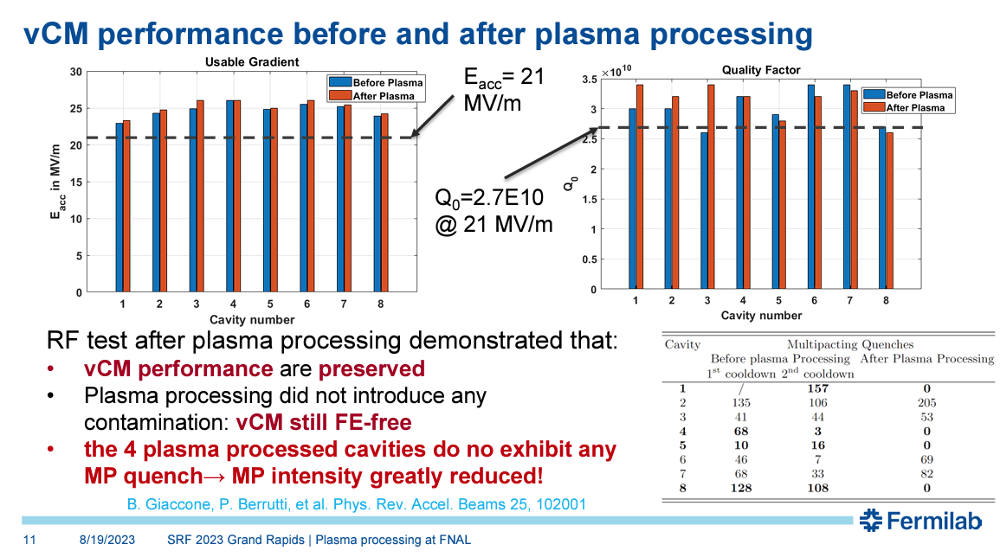 vCM performance before and after plasma processing
Usable Gradient
30
25
20
15
10
5
0
E_acc in MV/m
Before Plasma
After Plasma
1 2 3 4 5 6 7 8
Cavity number
E_acc= 21
MV/m
Q_0=2.7E10
@ 21 MV/m
Quality Factor
×10^10
3.5
3
2.5
2
1.5
1
0.5
0
Q_0
Before Plasma
After Plasma
1 2 3 4 5 6 7 8
Cavity number
RF test after plasma processing demonstrated that:
• vCM performance are preserved
• Plasma processing did not introduce any
contamination: vCM still FE-free
• the 4 plasma processed cavities do no exhibit any
MP quench→ MP intensity greatly reduced!
B. Giaccone, P. Berrutti, et al. Phys. Rev. Accel. Beams 25, 102001
Cavity Multipacting Quenches
Before plasma Processing After Plasma Processing
1st cooldown 2nd cooldown
1 / 157 0
2 135 106 205
3 41 44 53
4 68 3 0
5 10 16 0
6 46 7 69
7 68 33 82
8 128 108 0
Fermilab
11 8/19/2023 SRF 2023 Grand Rapids | Plasma processing at FNAL